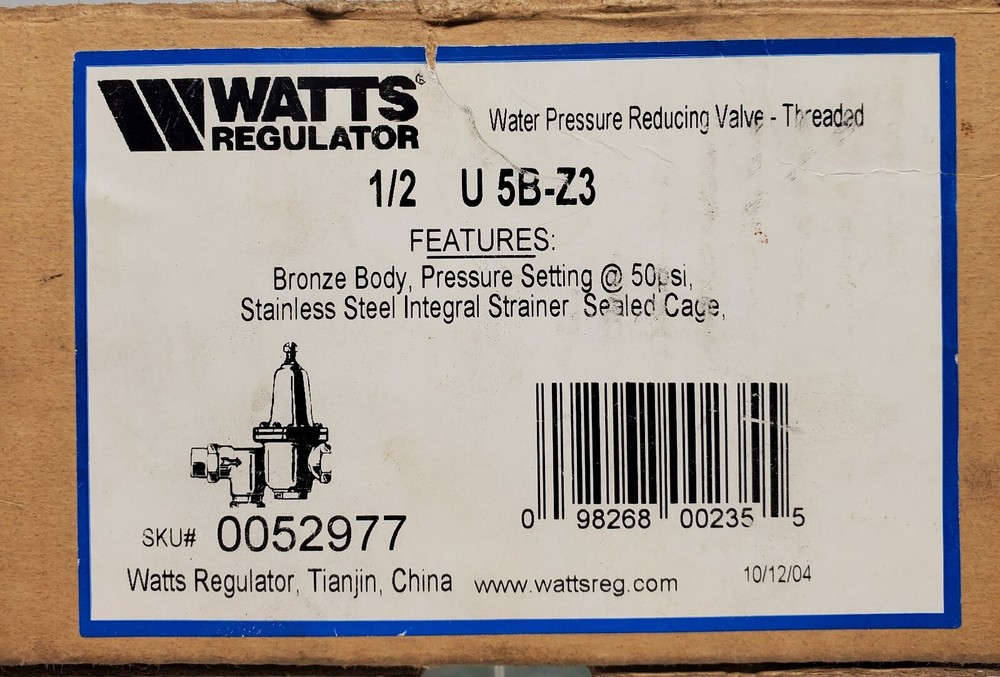 WATTS®
REGULATOR
Water Pressure Reducing Valve - Threaded
1/2 U 5B-Z3
FEATURES:
Bronze Body, Pressure Setting @ 50psi,
Stainless Steel Integral Strainer, Sealed Cage,
SKU# 0052977
0 98268 00235 5
Watts Regulator, Tianjin, China www.wattsreg.com 10/12/04